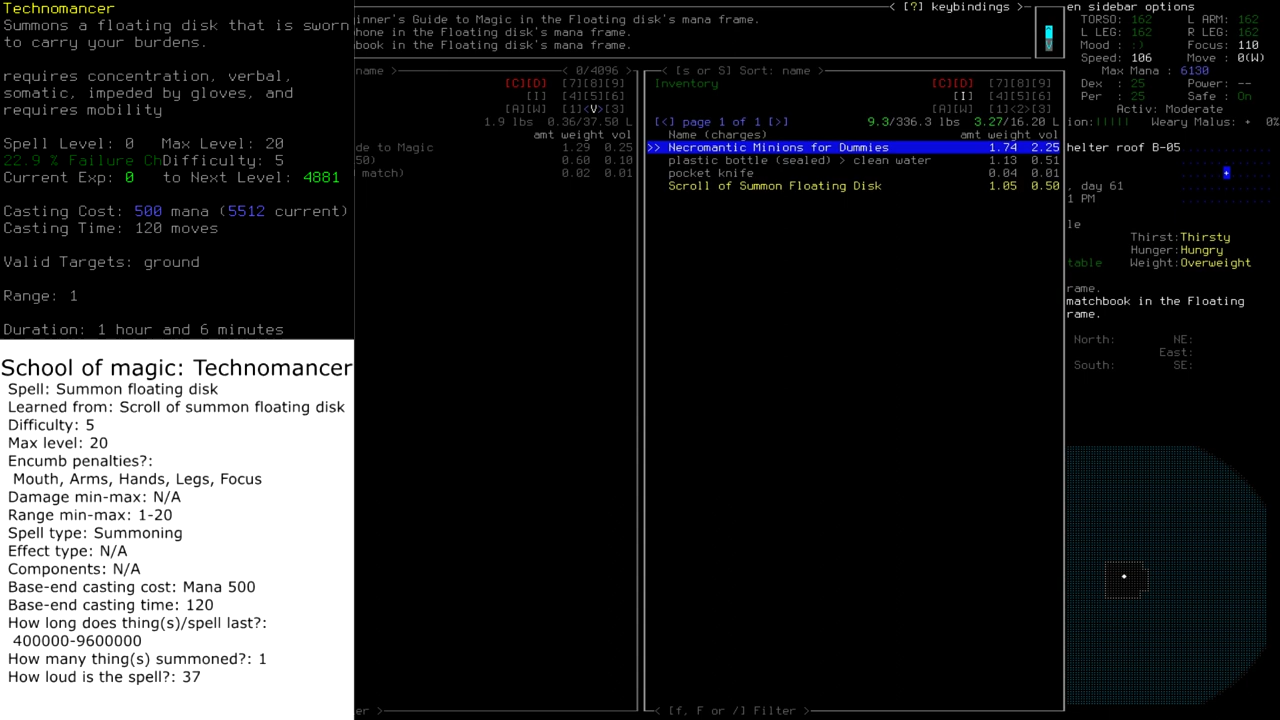 Technomancer
Summons a floating disk that is sworn
to carry your burdens.
requires concentration, verbal,
somatic, impeded by gloves, and
requires mobility
Spell Level: 0 Max Level: 20
22.9 % Failure Ch Difficulty: 5
Current Exp: 0 to Next Level: 4881
Casting Cost: 500 mana (5512 current)
Casting Time: 120 moves
Valid Targets: ground
Range: 1
Duration: 1 hour and 6 minutes
School of magic: Technomancer
Spell: Summon floating disk
Learned from: Scroll of summon floating disk
Difficulty: 5
Max level: 20
Encumb penalties?:
Mouth, Arms, Hands, Legs, Focus
Damage min-max: N/A
Range min-max: 1-20
Spell type: Summoning
Effect type: N/A
Components: N/A
Base-end casting cost: Mana 500
Base-end casting time: 120
How long does thing(s)/spell last?:
400000-9600000
How many thing(s) summoned?: 1
How loud is the spell?: 37
< [?] keybindings >
inner's Guide to Magic in the Floating disk's mana frame.
hone in the Floating disk's mana frame.
book in the Floating disk's mana frame.
name > < 0/4096
[C][D] [7][8][9]
[I] [4][5][6]
[A][W] [1]<V>[3]
1.9 lbs 0.36/37.50 L
amt weight vol
de to Magic 1.29 0.25
50) 0.60 0.10
match) 0.02 0.01
er >
< [s or S] Sort: name >
Inventory [C][D] [7][8][9]
[I] [4][5][6]
[A][W] [1]<2>[3]
[<] page 1 of 1 [>] 9.3/336.3 lbs 3.27/16.20 L
Name (charges) amt weight vol
>> Necromantic Minions for Dummies 1.74 2.25
plastic bottle (sealed) > clean water 1.13 0.51
pocket knife 0.04 0.01
Scroll of Summon Floating Disk 1.05 0.50
< [f, F or /] Filter >
en sidebar options
TORSO: 162 L ARM: 162
L LEG: 162 R LEG: 162
Mood : :) Focus: 110
Speed: 106 Move : 0(W)
Max Mana : 6130
Dex : 25 Power: --
Per : 25 Safe : On
Activ: Moderate
ion:||||| Weary Malus: + 0%
helter roof B-05
, day 61
1 PM
le
Thirst:Thirsty
Hunger:Hungry
table Weight:Overweight
rame.
matchbook in the Floating
rame.
North: NE:
East:
South: SE: